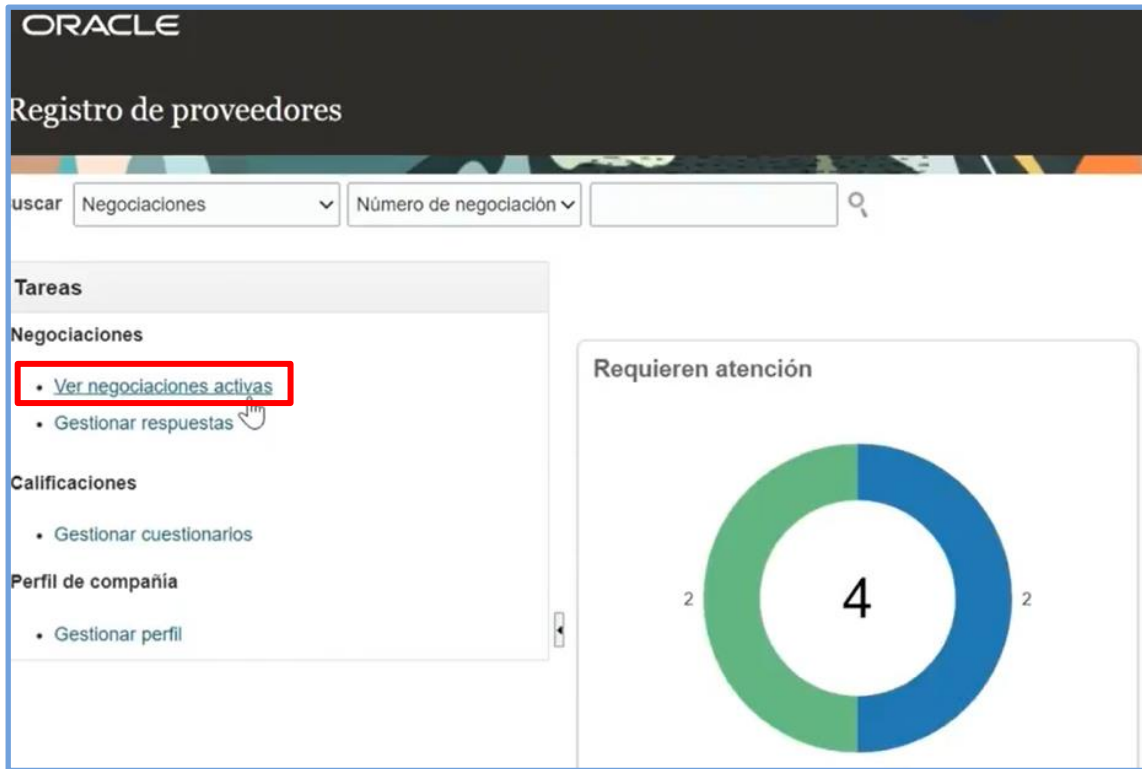 ORACLE
Registro de proveedores
uscar Negociaciones Número de negociación
Tareas
Negociaciones
• Ver negociaciones activas
• Gestionar respuestas
Calificaciones
• Gestionar cuestionarios
Perfil de compañía
• Gestionar perfil
Requieren atención
2 4 2